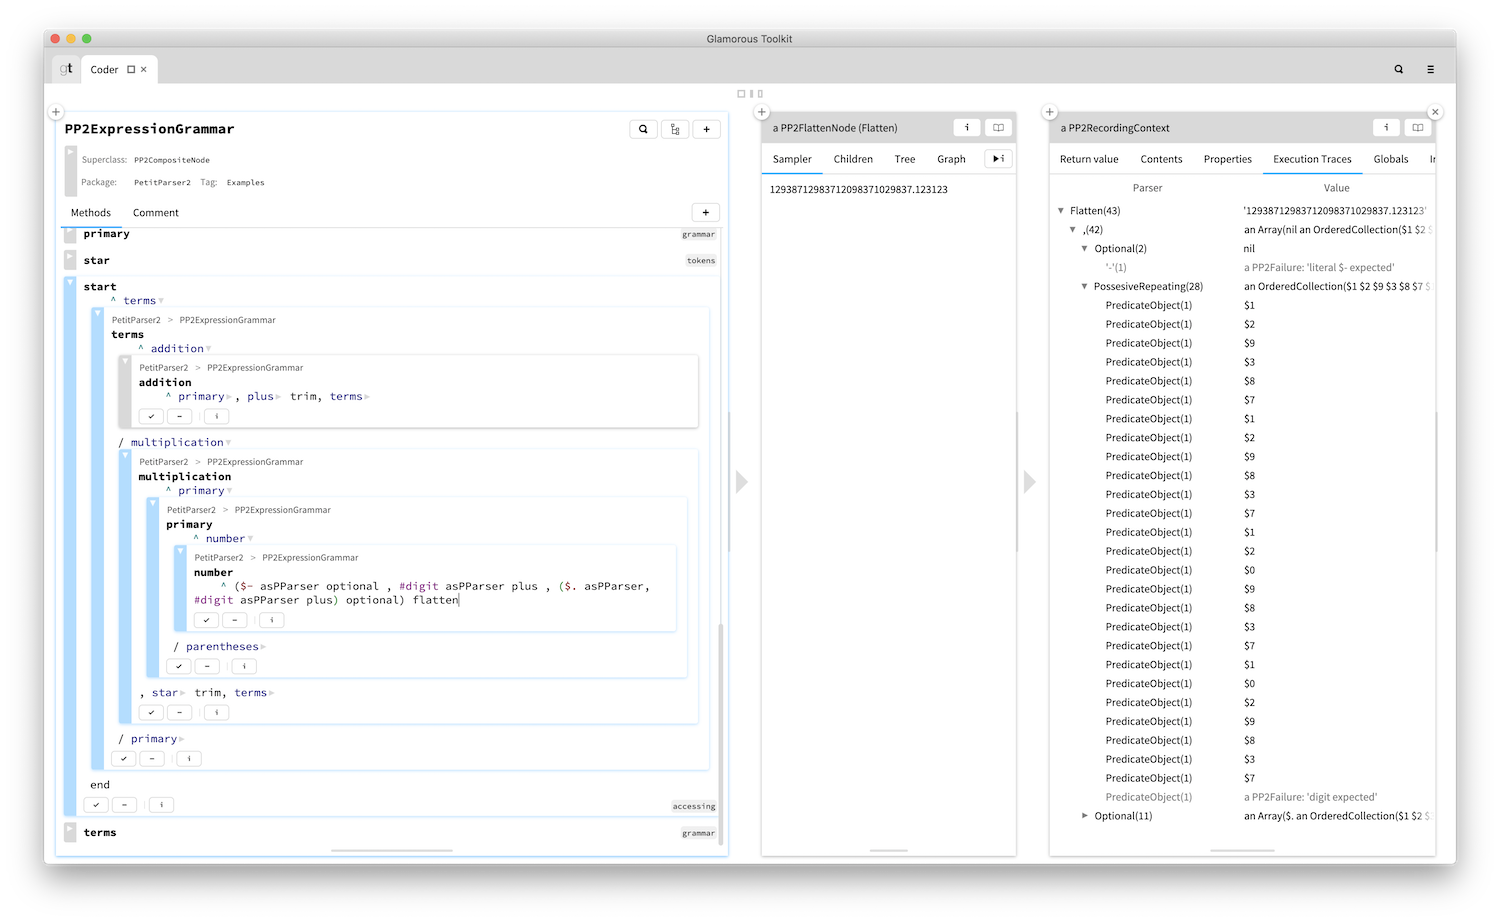 Glamorous Toolkit
gt
Coder
PP2ExpressionGrammar
Superclass: PP2CompositeNode
Package: PetitParser2 Tag: Examples
Methods Comment
primary grammar
star tokens
start
^ terms
PetitParser2 > PP2ExpressionGrammar
terms
^ addition
PetitParser2 > PP2ExpressionGrammar
addition
^ primary , plus trim, terms
/ multiplication
PetitParser2 > PP2ExpressionGrammar
multiplication
^ primary
PetitParser2 > PP2ExpressionGrammar
primary
^ number
PetitParser2 > PP2ExpressionGrammar
number
^ ($- asPParser optional , #digit asPParser plus , ($. asPParser,
#digit asPParser plus) optional) flatten
/ parentheses
, star trim, terms
/ primary
end
accessing
terms grammar
a PP2FlattenNode (Flatten)
Sampler Children Tree Graph
12938712983712098371029837.123123
a PP2RecordingContext
Return value Contents Properties Execution Traces Globals
Parser Value
Flatten(43) '12938712983712098371029837.123123'
,(42) an Array(nil an OrderedCollection($1 $2
Optional(2) nil
'-'(1) a PP2Failure: 'literal $- expected'
PossesiveRepeating(28) an OrderedCollection($1 $2 $9 $3 $8 $7
PredicateObject(1) $1
PredicateObject(1) $2
PredicateObject(1) $9
PredicateObject(1) $3
PredicateObject(1) $8
PredicateObject(1) $7
PredicateObject(1) $1
PredicateObject(1) $2
PredicateObject(1) $9
PredicateObject(1) $8
PredicateObject(1) $3
PredicateObject(1) $7
PredicateObject(1) $1
PredicateObject(1) $2
PredicateObject(1) $0
PredicateObject(1) $9
PredicateObject(1) $8
PredicateObject(1) $3
PredicateObject(1) $7
PredicateObject(1) $1
PredicateObject(1) $0
PredicateObject(1) $2
PredicateObject(1) $9
PredicateObject(1) $8
PredicateObject(1) $3
PredicateObject(1) $7
PredicateObject(1) a PP2Failure: 'digit expected'
Optional(11) an Array($. an OrderedCollection($1 $2